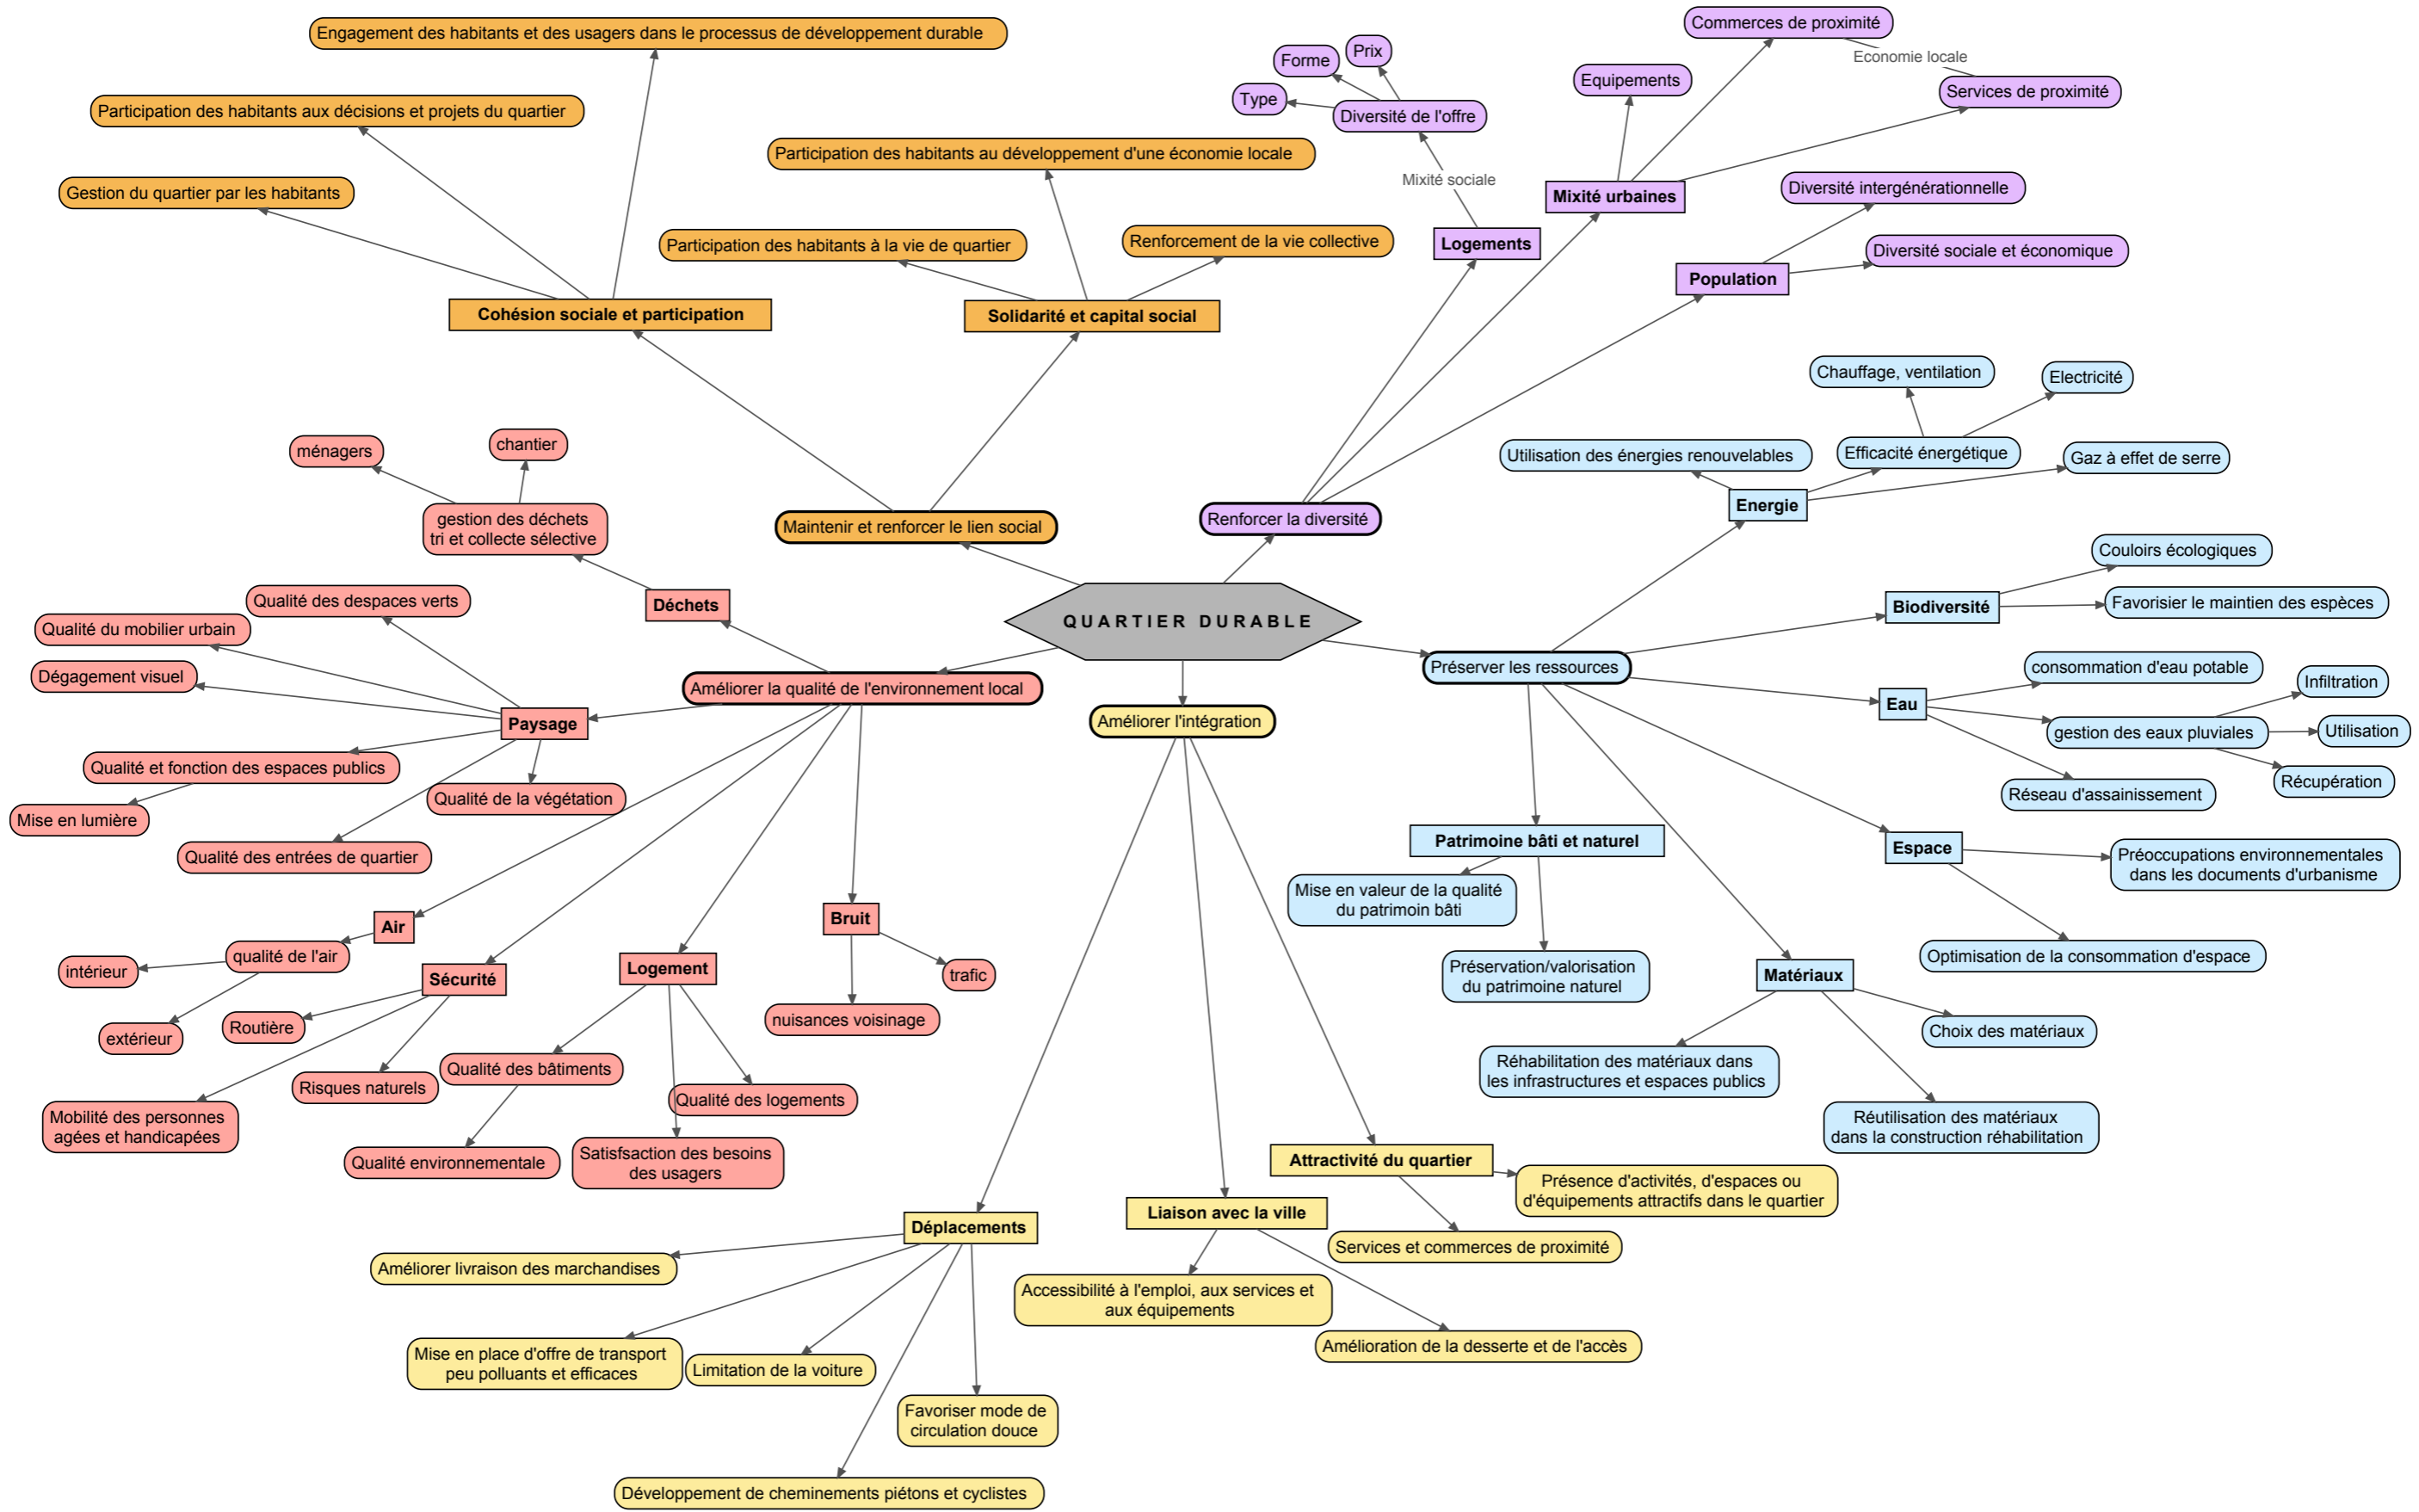 Engagement des habitants et des usagers dans le processus de développement durable
Participation des habitants aux décisions et projets du quartier
Gestion du quartier par les habitants
Participation des habitants au développement d'une économie locale
Participation des habitants à la vie de quartier
Renforcement de la vie collective
Cohésion sociale et participation
Solidarité et capital social
Maintenir et renforcer le lien social
Commerces de proximité
Economie locale
Services de proximité
Equipements
Prix
Forme
Type
Diversité de l'offre
Mixité sociale
Mixité urbaines
Logements
Diversité intergénérationnelle
Diversité sociale et économique
Population
Renforcer la diversité
Chauffage, ventilation
Electricité
Utilisation des énergies renouvelables
Efficacité énergétique
Gaz à effet de serre
Energie
Couloirs écologiques
Biodiversité
Favorisier le maintien des espèces
QUARTIER DURABLE
Préserver les ressources
consommation d'eau potable
Eau
Infiltration
gestion des eaux pluviales
Utilisation
Récupération
Réseau d'assainissement
Patrimoine bâti et naturel
Mise en valeur de la qualité
du patrimoin bâti
Préservation/valorisation
du patrimoine naturel
Espace
Préoccupations environnementales
dans les documents d'urbanisme
Optimisation de la consommation d'espace
Matériaux
Choix des matériaux
Réhabilitation des matériaux dans
les infrastructures et espaces publics
Réutilisation des matériaux
dans la construction réhabilitation
ménagers
chantier
gestion des déchets
tri et collecte sélective
Déchets
Qualité des despaces verts
Qualité du mobilier urbain
Dégagement visuel
Améliorer la qualité de l'environnement local
Paysage
Qualité et fonction des espaces publics
Mise en lumière
Qualité de la végétation
Qualité des entrées de quartier
Air
qualité de l'air
intérieur
extérieur
Sécurité
Routière
Risques naturels
Mobilité des personnes
agées et handicapées
Logement
Qualité des bâtiments
Qualité des logements
Qualité environnementale
Satisfsaction des besoins
des usagers
Bruit
trafic
nuisances voisinage
Améliorer l'intégration
Attractivité du quartier
Présence d'activités, d'espaces ou
d'équipements attractifs dans le quartier
Services et commerces de proximité
Liaison avec la ville
Accessibilité à l'emploi, aux services et
aux équipements
Amélioration de la desserte et de l'accès
Déplacements
Améliorer livraison des marchandises
Mise en place d'offre de transport
peu polluants et efficaces
Limitation de la voiture
Favoriser mode de
circulation douce
Développement de cheminements piétons et cyclistes